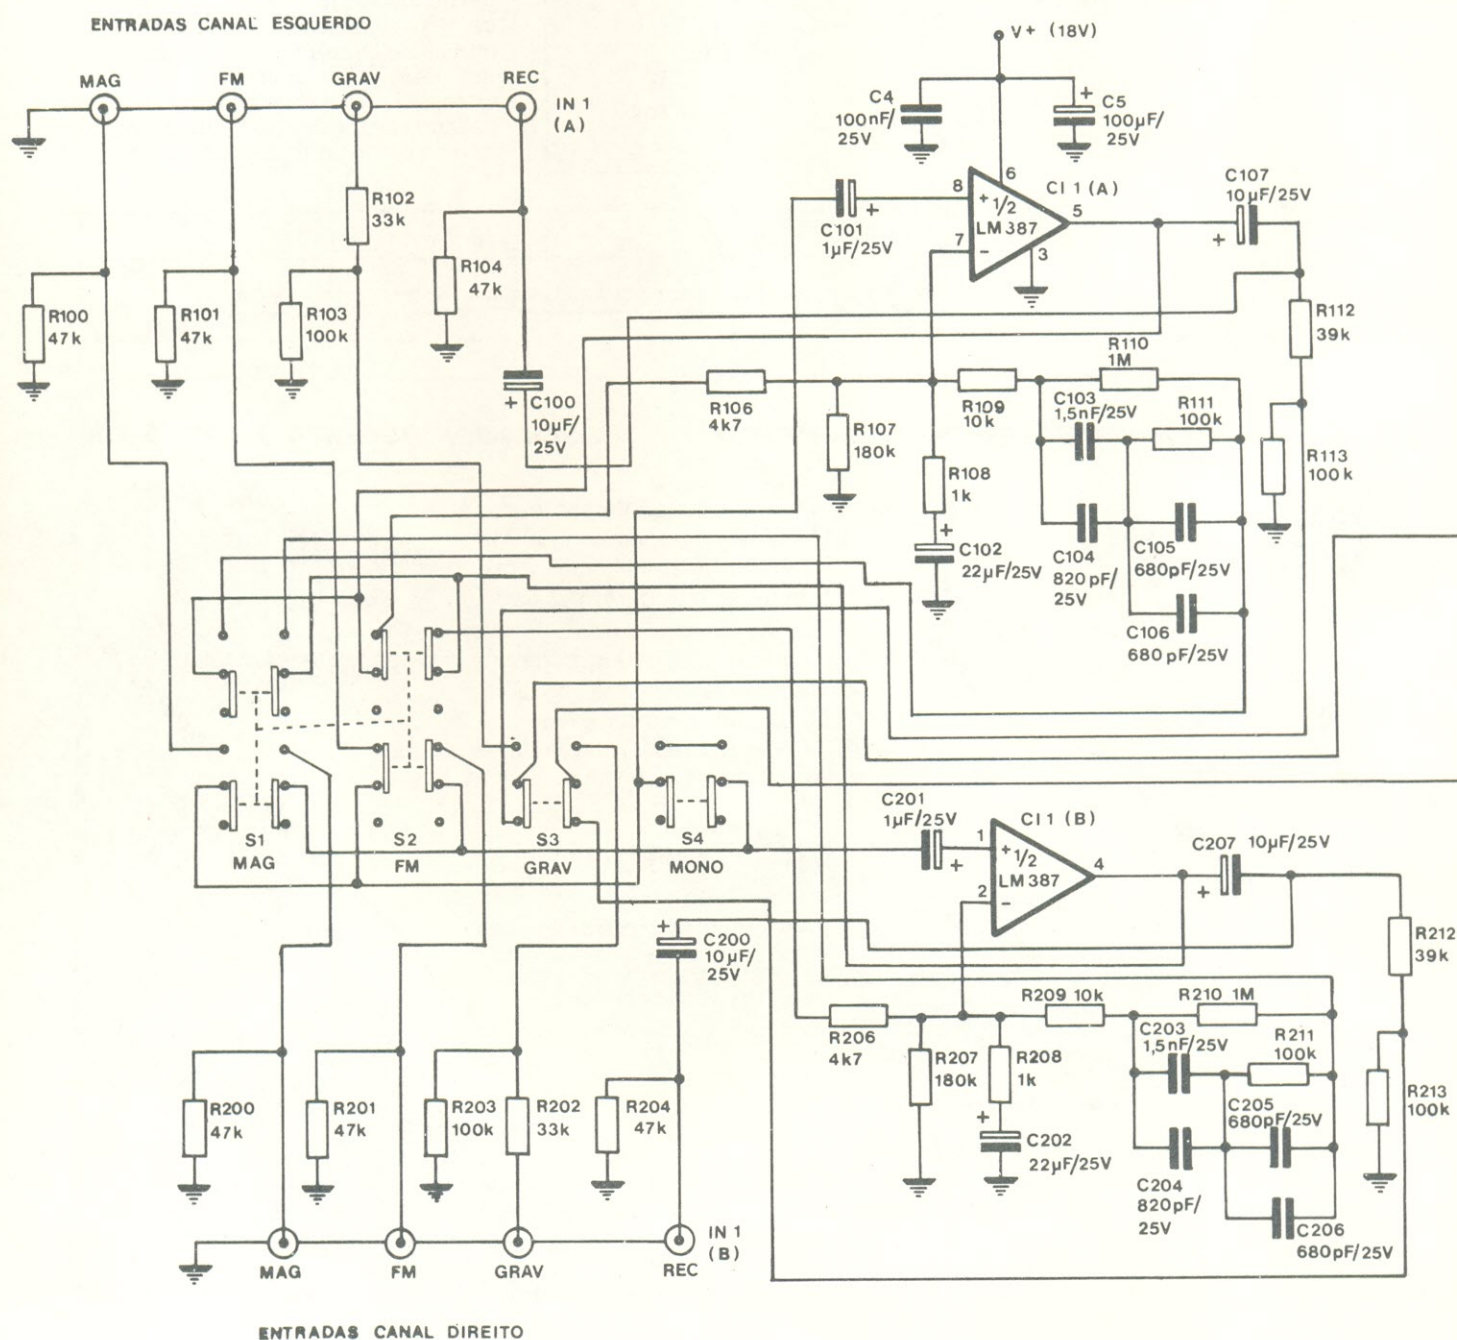 ENTRADAS CANAL ESQUERDO
MAG
FM
GRAV
REC
IN 1
(A)
V+ (18V)
C4
100nF/
25V
+
C5
100µF/
25V
R102
33k
R104
47k
R100
47k
R101
47k
R103
100k
+
C100
10µF/
25V
C101
+
1µF/25V
8
+
1/2
LM 387
7
−
6
5
3
CI 1 (A)
C107
10µF/25V
+
R112
39k
R113
100k
R106
4k7
R107
180k
R108
1k
+
C102
22µF/25V
R109
10k
R110
1M
C103
1,5nF/25V
R111
100k
C104
820pF/
25V
C105
680pF/25V
C106
680pF/25V
S1
MAG
S2
FM
S3
GRAV
S4
MONO
C201
1µF/25V
+
CI 1 (B)
1
+
1/2
LM 387
2
−
4
C207
10µF/25V
+
R212
39k
R213
100k
+
C200
10µF/
25V
R206
4k7
R207
180k
R208
1k
+
C202
22µF/25V
R209 10k
R210 1M
C203
1,5nF/25V
R211
100k
C205
680pF/25V
C204
820pF/
25V
C206
680pF/25V
R200
47k
R201
47k
R203
100k
R202
33k
R204
47k
MAG
FM
GRAV
REC
IN 1
(B)
ENTRADAS CANAL DIREITO